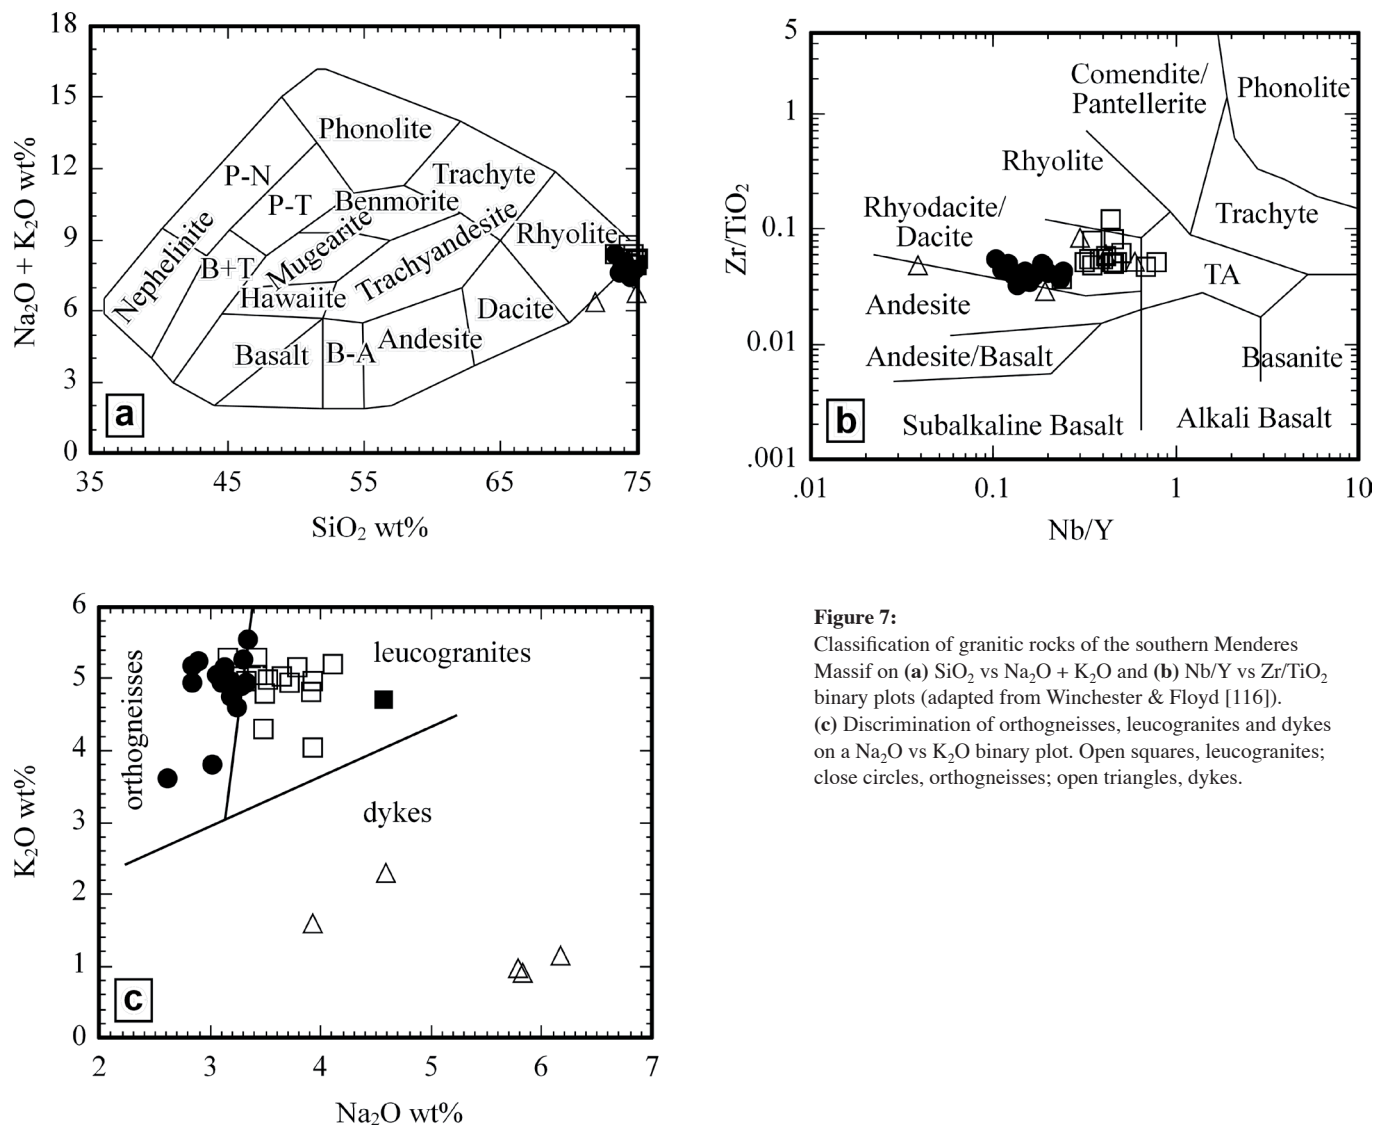 18
15
12
9
6
3
0
Na₂O + K₂O wt%
Phonolite
Trachyte
P-N
P-T
Benmorite
Rhyolite
Nephelinite
B+T
Mugearite
Trachyandesite
Hawaiite
Dacite
Basalt
B-A
Andesite
a
35 45 55 65 75
SiO₂ wt%
5
1
0.1
0.01
.001
Zr/TiO₂
Comendite/
Pantellerite
Phonolite
Rhyolite
Rhyodacite/
Dacite
Trachyte
TA
Andesite
Andesite/Basalt
Basanite
Subalkaline Basalt
Alkali Basalt
b
.01 0.1 1 10
Nb/Y
6
5
4
3
2
1
0
K₂O wt%
orthogneisses
leucogranites
dykes
c
2 3 4 5 6 7
Na₂O wt%
Figure 7:
Classification of granitic rocks of the southern Menderes
Massif on (a) SiO₂ vs Na₂O + K₂O and (b) Nb/Y vs Zr/TiO₂
binary plots (adapted from Winchester & Floyd [116]).
(c) Discrimination of orthogneisses, leucogranites and dykes
on a Na₂O vs K₂O binary plot. Open squares, leucogranites;
close circles, orthogneisses; open triangles, dykes.